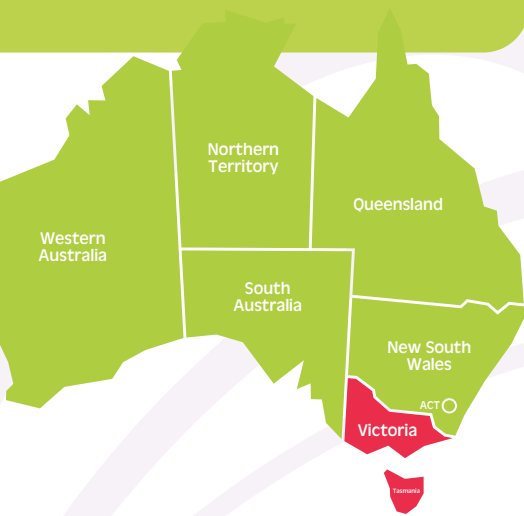 Northern
Territory
Queensland
Western
Australia
South
Australia
New South
Wales
ACT
Victoria
Tasmania